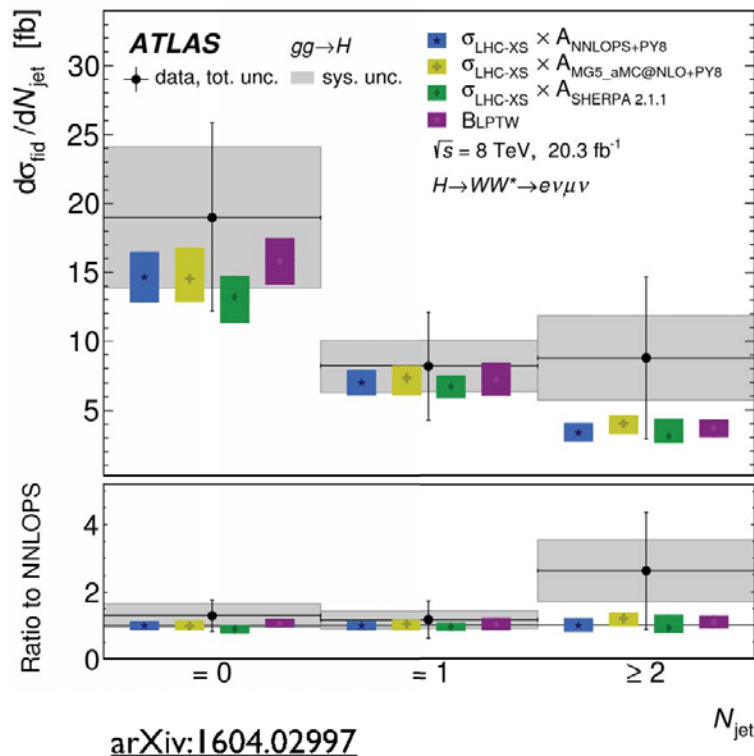 dσfid/dNjet [fb]
ATLAS gg→H
data, tot. unc. sys. unc.
σLHC-XS × ANNLOPS+PY8
σLHC-XS × AMG5_aMC@NLO+PY8
σLHC-XS × ASHERPA 2.1.1
BLPTW
√s = 8 TeV, 20.3 fb-1
H→WW*→eνμν
30
25
20
15
10
5
Ratio to NNLOPS
4
2
0
= 0 = 1 ≥ 2
Njet
arXiv:1604.02997